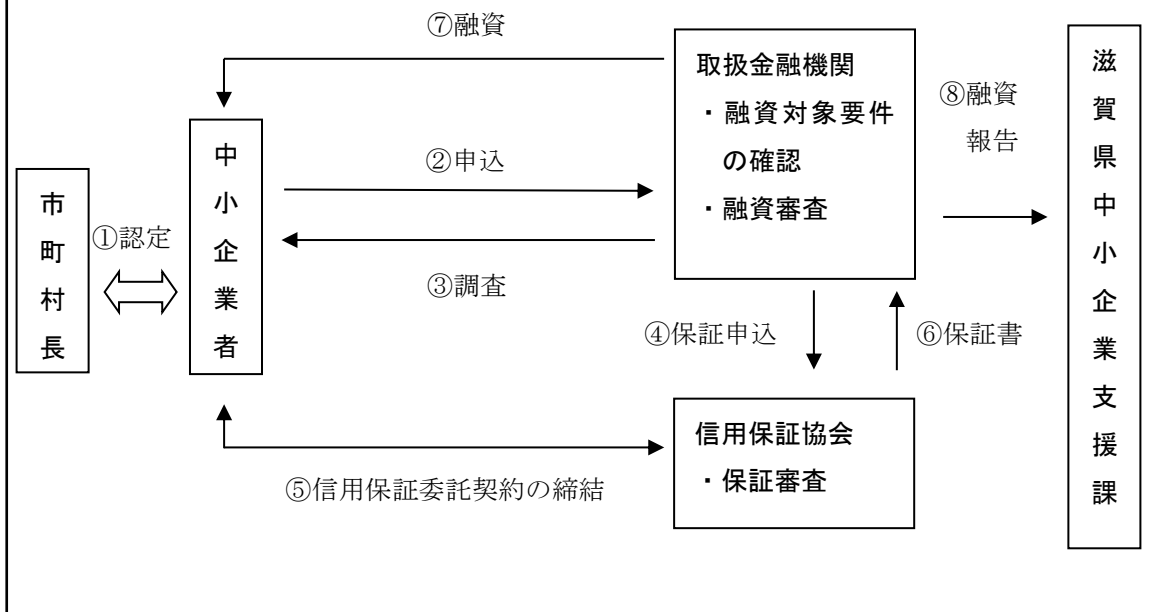 ⑦融資
取扱金融機関
・融資対象要件
の確認
・融資審査
⑧融資
報告
滋賀県中小企業支援課
中小企業者
②申込
市町村長
①認定
③調査
④保証申込
⑥保証書
信用保証協会
・保証審査
⑤信用保証委託契約の締結